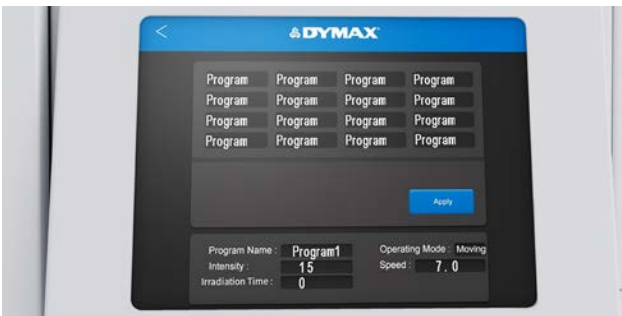 <
DYMAX
Program Program Program Program
Program Program Program Program
Program Program Program Program
Program Program Program Program
Apply
Program Name : Program1 Operating Mode : Moving
Intensity : 15 Speed : 7.0
Irradiation Time : 0